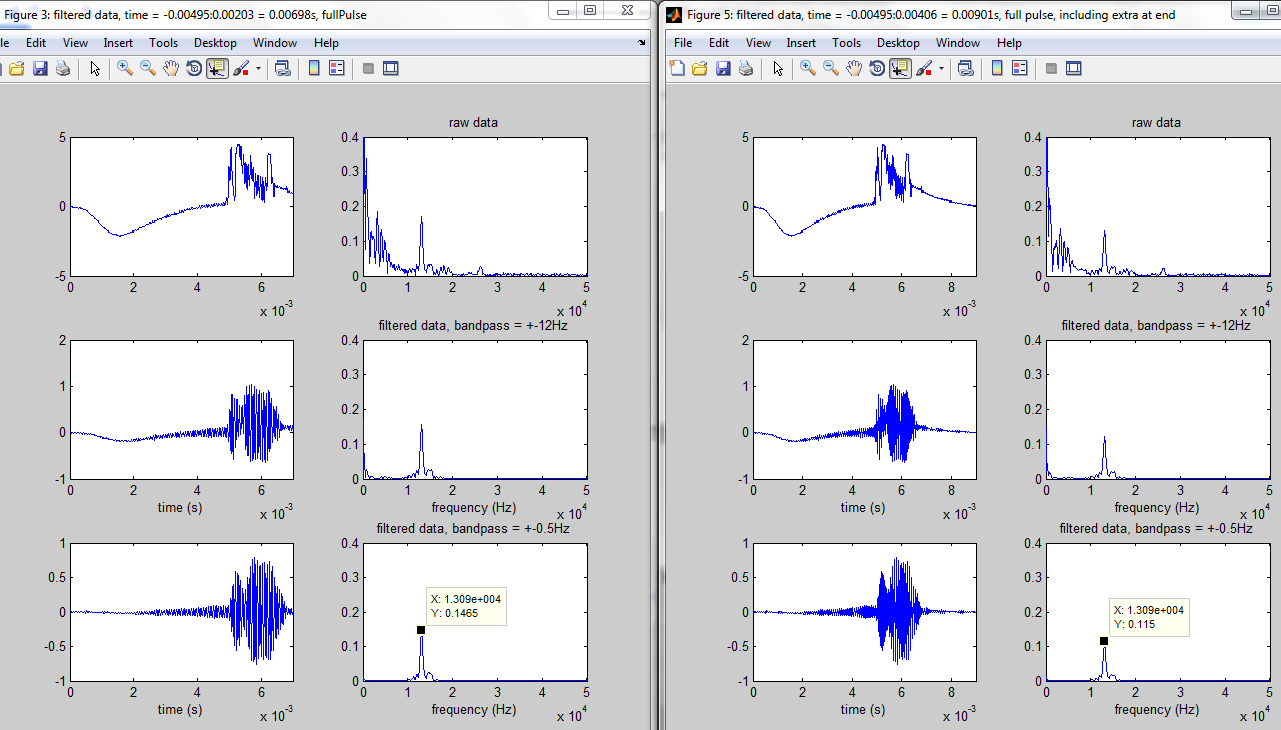 Figure 3: filtered data, time = -0.00495:0.00203 = 0.00698s, fullPulse
le Edit View Insert Tools Desktop Window Help
raw data
5
0
-5
0 2 4 6
x 10^-3
0.4
0.3
0.2
0.1
0
0 1 2 3 4 5
x 10^4
filtered data, bandpass = +-12Hz
2
1
0
-1
0 2 4 6
time (s)
x 10^-3
0.4
0.3
0.2
0.1
0
0 1 2 3 4 5
frequency (Hz)
x 10^4
filtered data, bandpass = +-0.5Hz
1
0.5
0
-0.5
-1
0 2 4 6
time (s)
x 10^-3
0.4
0.3
0.2
0.1
0
X: 1.309e+004
Y: 0.1465
0 1 2 3 4 5
frequency (Hz)
x 10^4
Figure 5: filtered data, time = -0.00495:0.00406 = 0.00901s, full pulse, including extra at end
File Edit View Insert Tools Desktop Window Help
raw data
5
0
-5
0 2 4 6 8
x 10^-3
0.4
0.3
0.2
0.1
0
0 1 2 3 4 5
x 10^4
filtered data, bandpass = +-12Hz
2
1
0
-1
0 2 4 6 8
time (s)
x 10^-3
0.4
0.3
0.2
0.1
0
0 1 2 3 4 5
frequency (Hz)
x 10^4
filtered data, bandpass = +-0.5Hz
1
0.5
0
-0.5
-1
0 2 4 6 8
time (s)
x 10^-3
0.4
0.3
0.2
0.1
0
X: 1.309e+004
Y: 0.115
0 1 2 3 4 5
frequency (Hz)
x 10^4